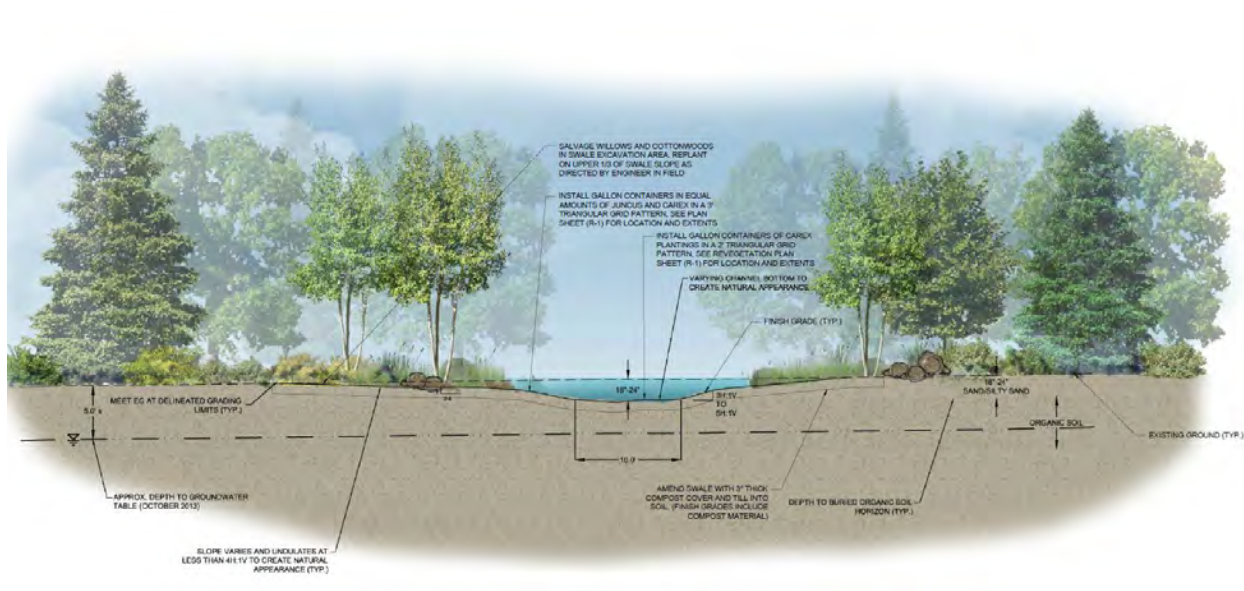 SALVAGE WILLOWS AND COTTONWOODS
IN SWALE EXCAVATION AREA, REPLANT
ON UPPER 1/3 OF SWALE SLOPE AS
DIRECTED BY ENGINEER IN FIELD
INSTALL GALLON CONTAINERS IN EQUAL
AMOUNTS OF JUNCUS AND CAREX IN A 3'
TRIANGULAR GRID PATTERN, SEE PLAN
SHEET (R-1) FOR LOCATION AND EXTENTS
INSTALL GALLON CONTAINERS OF CAREX
PLANTINGS IN A 2' TRIANGULAR GRID
PATTERN, SEE REVEGETATION PLAN
SHEET (R-1) FOR LOCATION AND EXTENTS
VARYING CHANNEL BOTTOM TO
CREATE NATURAL APPEARANCE
FINISH GRADE (TYP.)
18"-24"
3H:1V
TO
5H:1V
18"-24"
SAND/SILTY SAND
MEET EG AT DELINEATED GRADING
LIMITS (TYP.)
5.0' ±
ORGANIC SOIL
EXISTING GROUND (TYP.)
10.0'
APPROX. DEPTH TO GROUNDWATER
TABLE (OCTOBER 2012)
AMEND SWALE WITH 3" THICK
COMPOST COVER AND TILL INTO
SOIL, (FINISH GRADES INCLUDE
COMPOST MATERIAL)
DEPTH TO BURIED ORGANIC SOIL
HORIZON (TYP.)
SLOPE VARIES AND UNDULATES AT
LESS THAN 4H:1V TO CREATE NATURAL
APPEARANCE (TYP.)